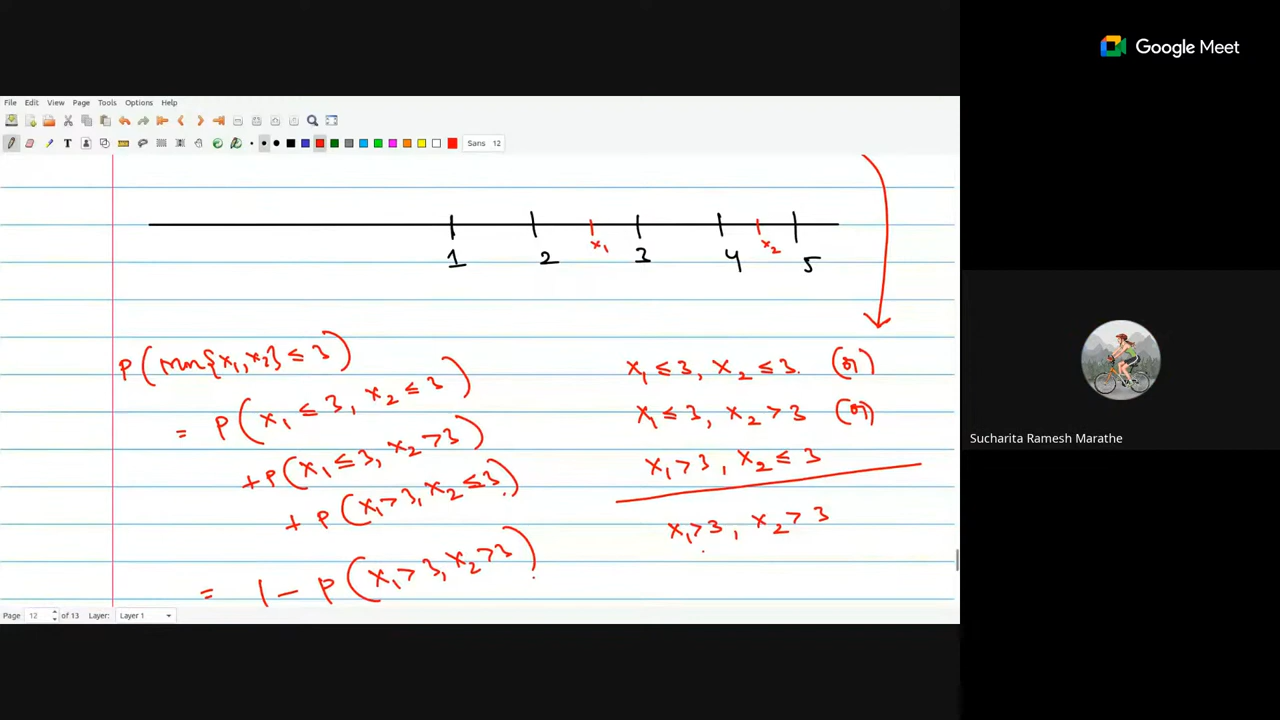 Google Meet
File Edit View Page Tools Options Help
Sans 12
1 2 x₁ 3 4 x₂ 5
P(min{x₁,x₂} ≤ 3)
= P(x₁ ≤ 3, x₂ ≤ 3)
+ P(x₁ ≤ 3, x₂ > 3)
+ P(x₁ > 3, x₂ ≤ 3)
= 1 - P(x₁ > 3, x₂ > 3)
x₁ ≤ 3, x₂ ≤ 3. (or)
x₁ ≤ 3, x₂ > 3 (or)
x₁ > 3, x₂ ≤ 3
x₁ > 3, x₂ > 3
Sucharita Ramesh Marathe
Page 12 of 13 Layer: Layer 1